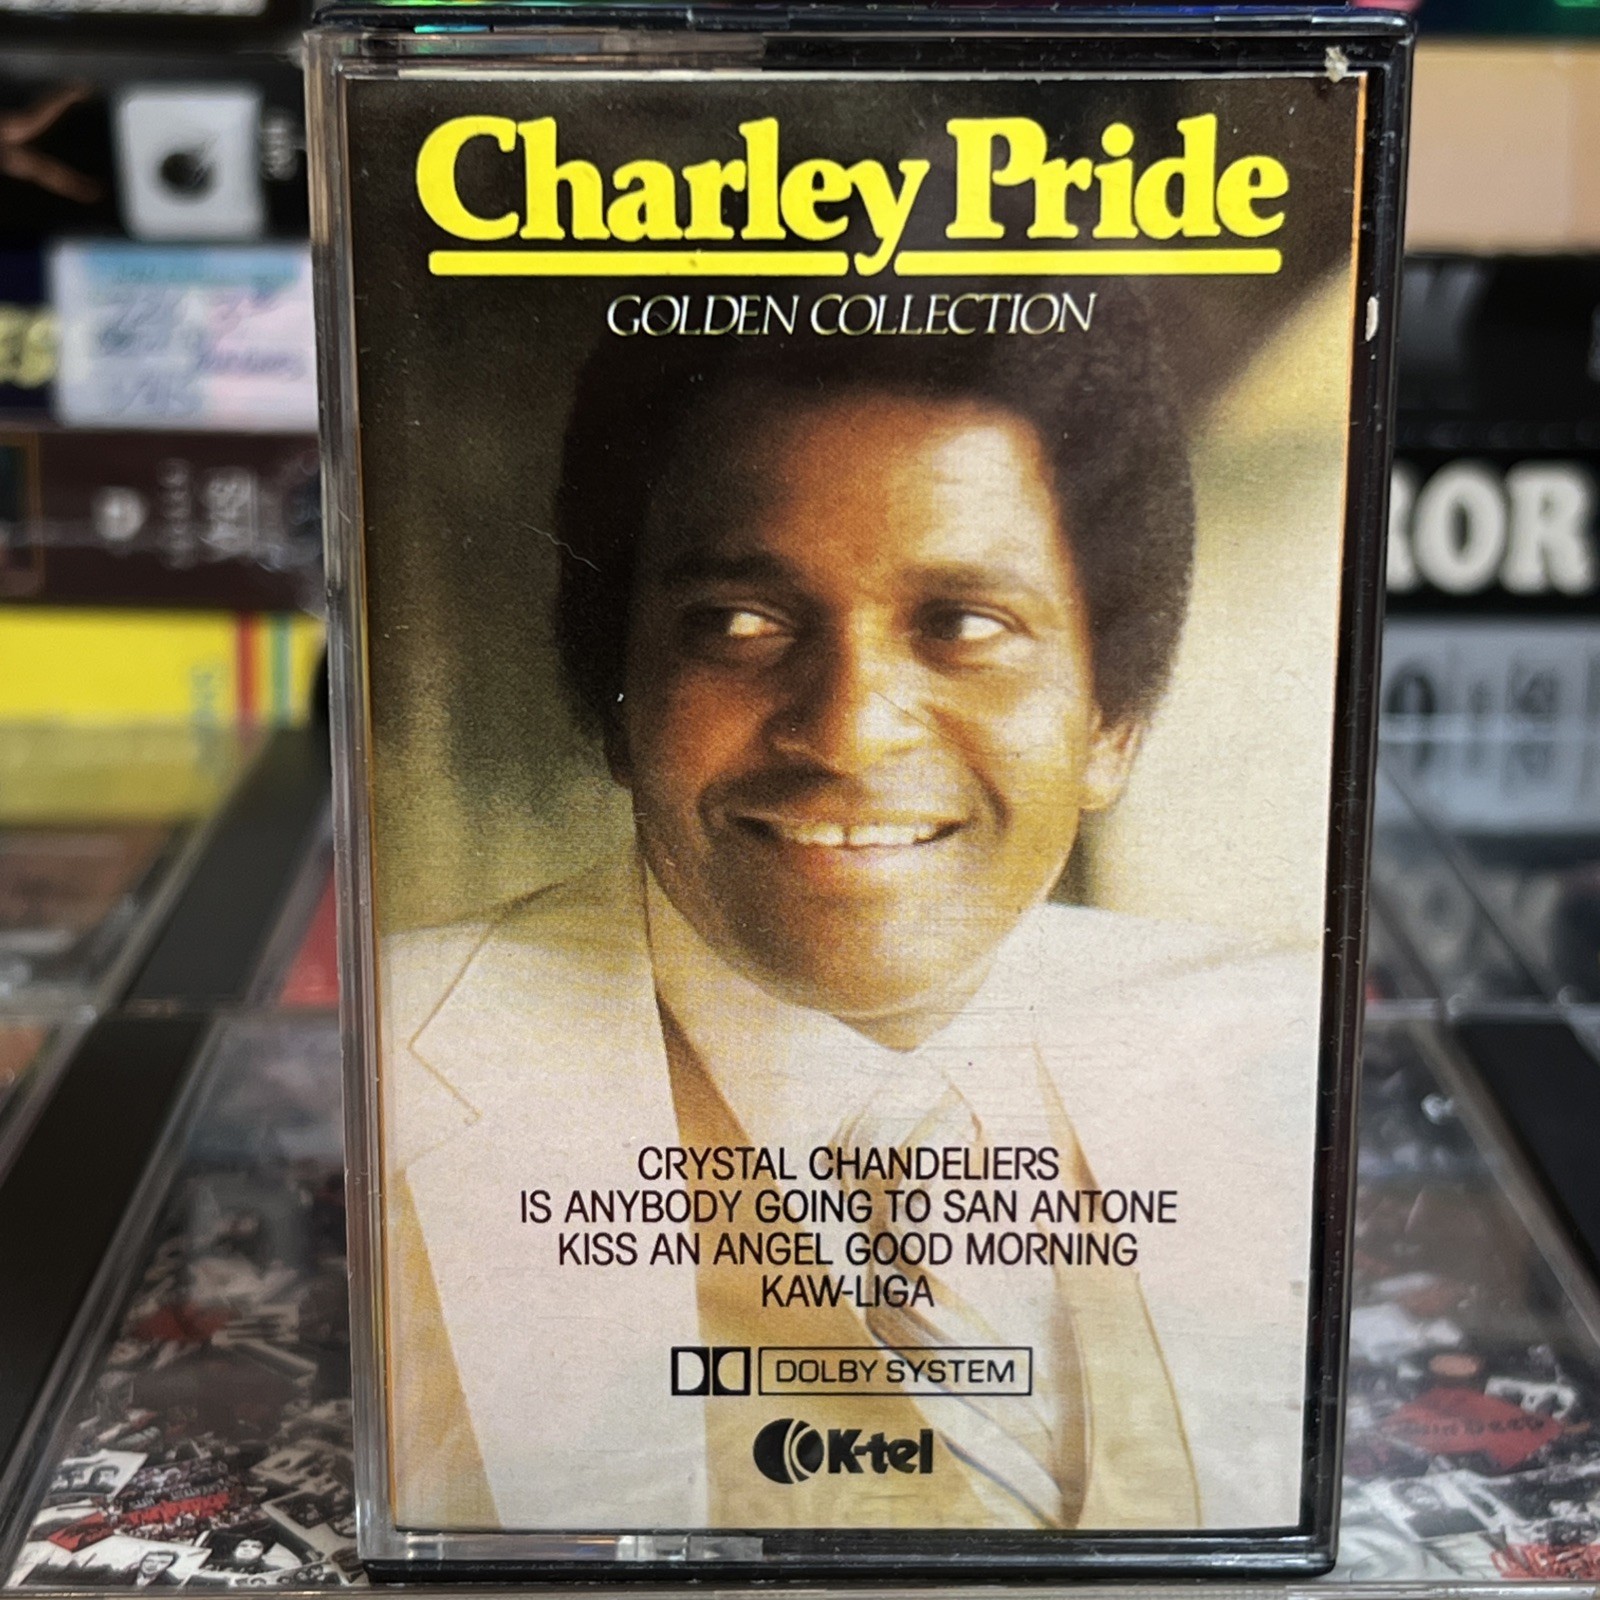 Charley Pride
GOLDEN COLLECTION
ROR
CRYSTAL CHANDELIERS
IS ANYBODY GOING TO SAN ANTONE
KISS AN ANGEL GOOD MORNING
KAW-LIGA
DOLBY SYSTEM
K-tel